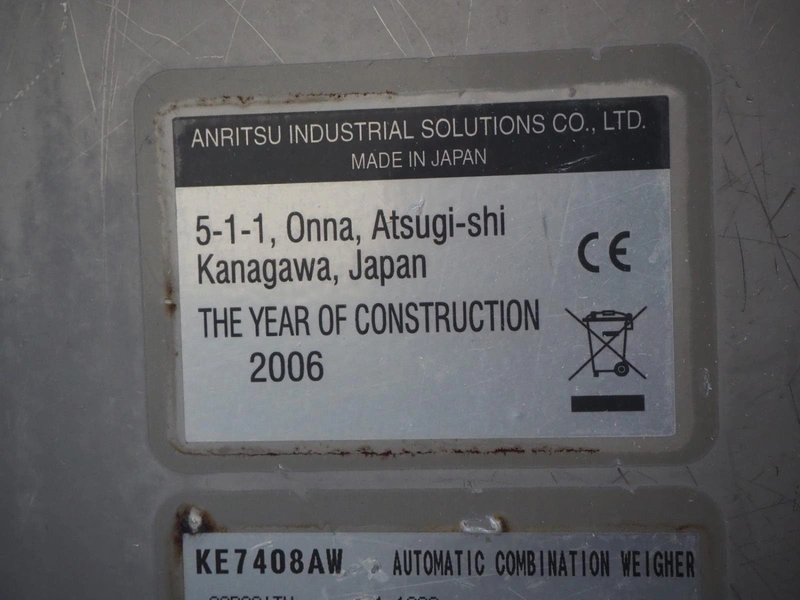 ANRITSU INDUSTRIAL SOLUTIONS CO., LTD.
MADE IN JAPAN
5-1-1, Onna, Atsugi-shi
Kanagawa, Japan
CE
THE YEAR OF CONSTRUCTION
2006
KE7408AW . AUTOMATIC COMBINATION WEIGHER